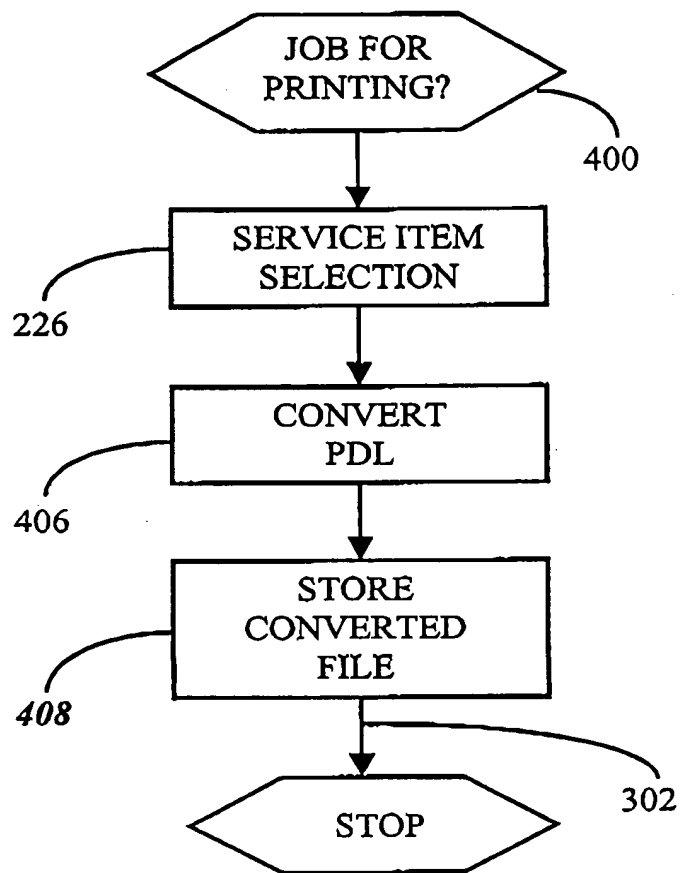 JOB FOR
PRINTING?
400
SERVICE ITEM
SELECTION
226
CONVERT
PDL
406
STORE
CONVERTED
FILE
408
302
STOP